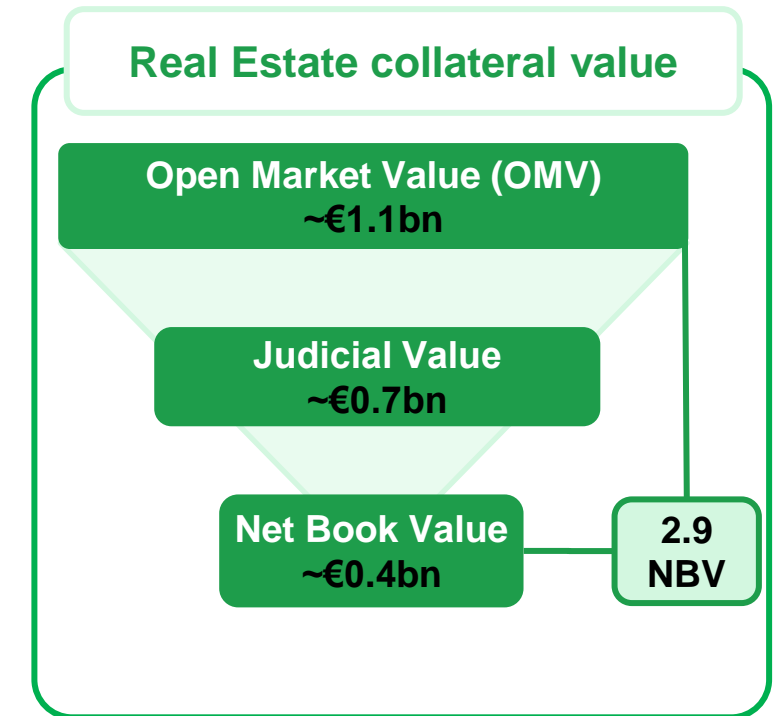 Real Estate collateral value
Open Market Value (OMV)
~€1.1bn
Judicial Value
~€0.7bn
Net Book Value
~€0.4bn
2.9
NBV